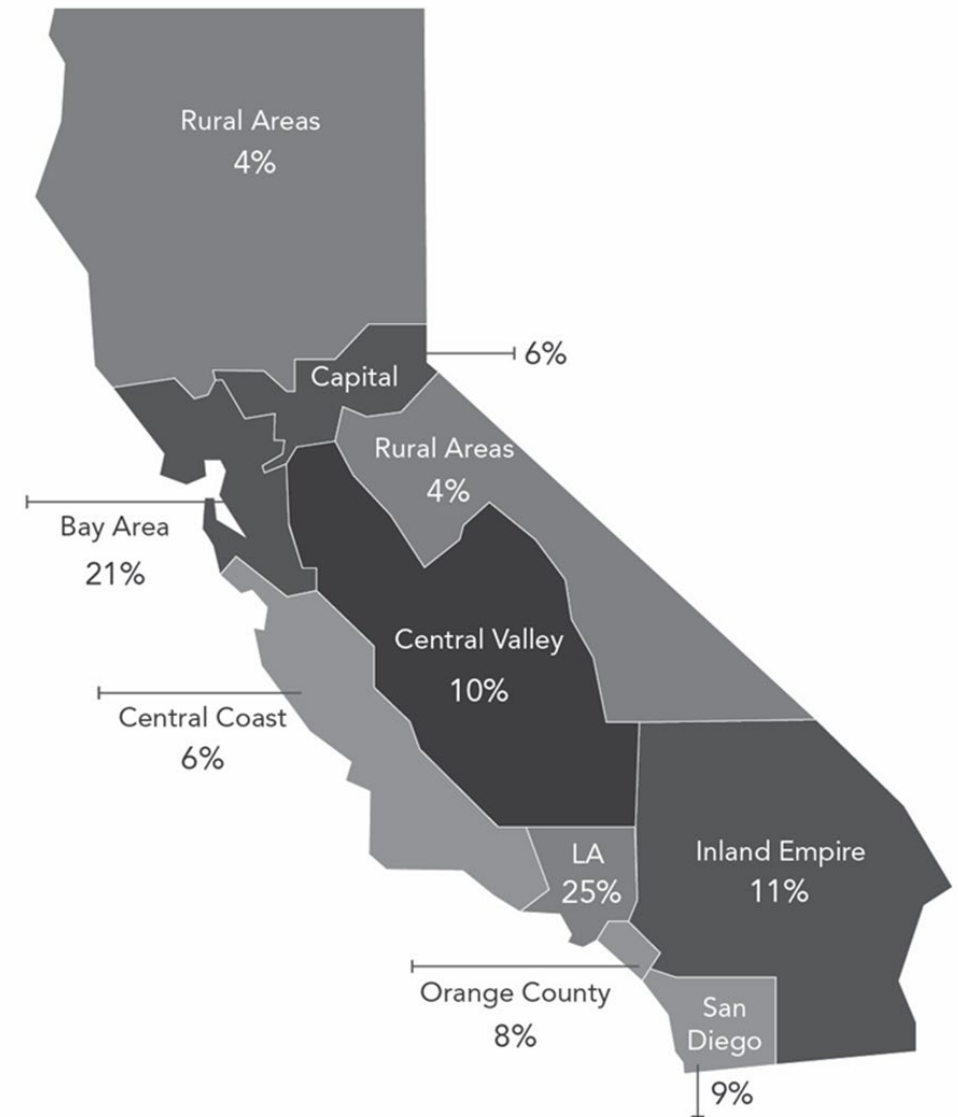 Rural Areas
4%
6%
Capital
Rural Areas
4%
Bay Area
21%
Central Valley
10%
Central Coast
6%
LA
25%
Inland Empire
11%
Orange County
8%
San
Diego
9%